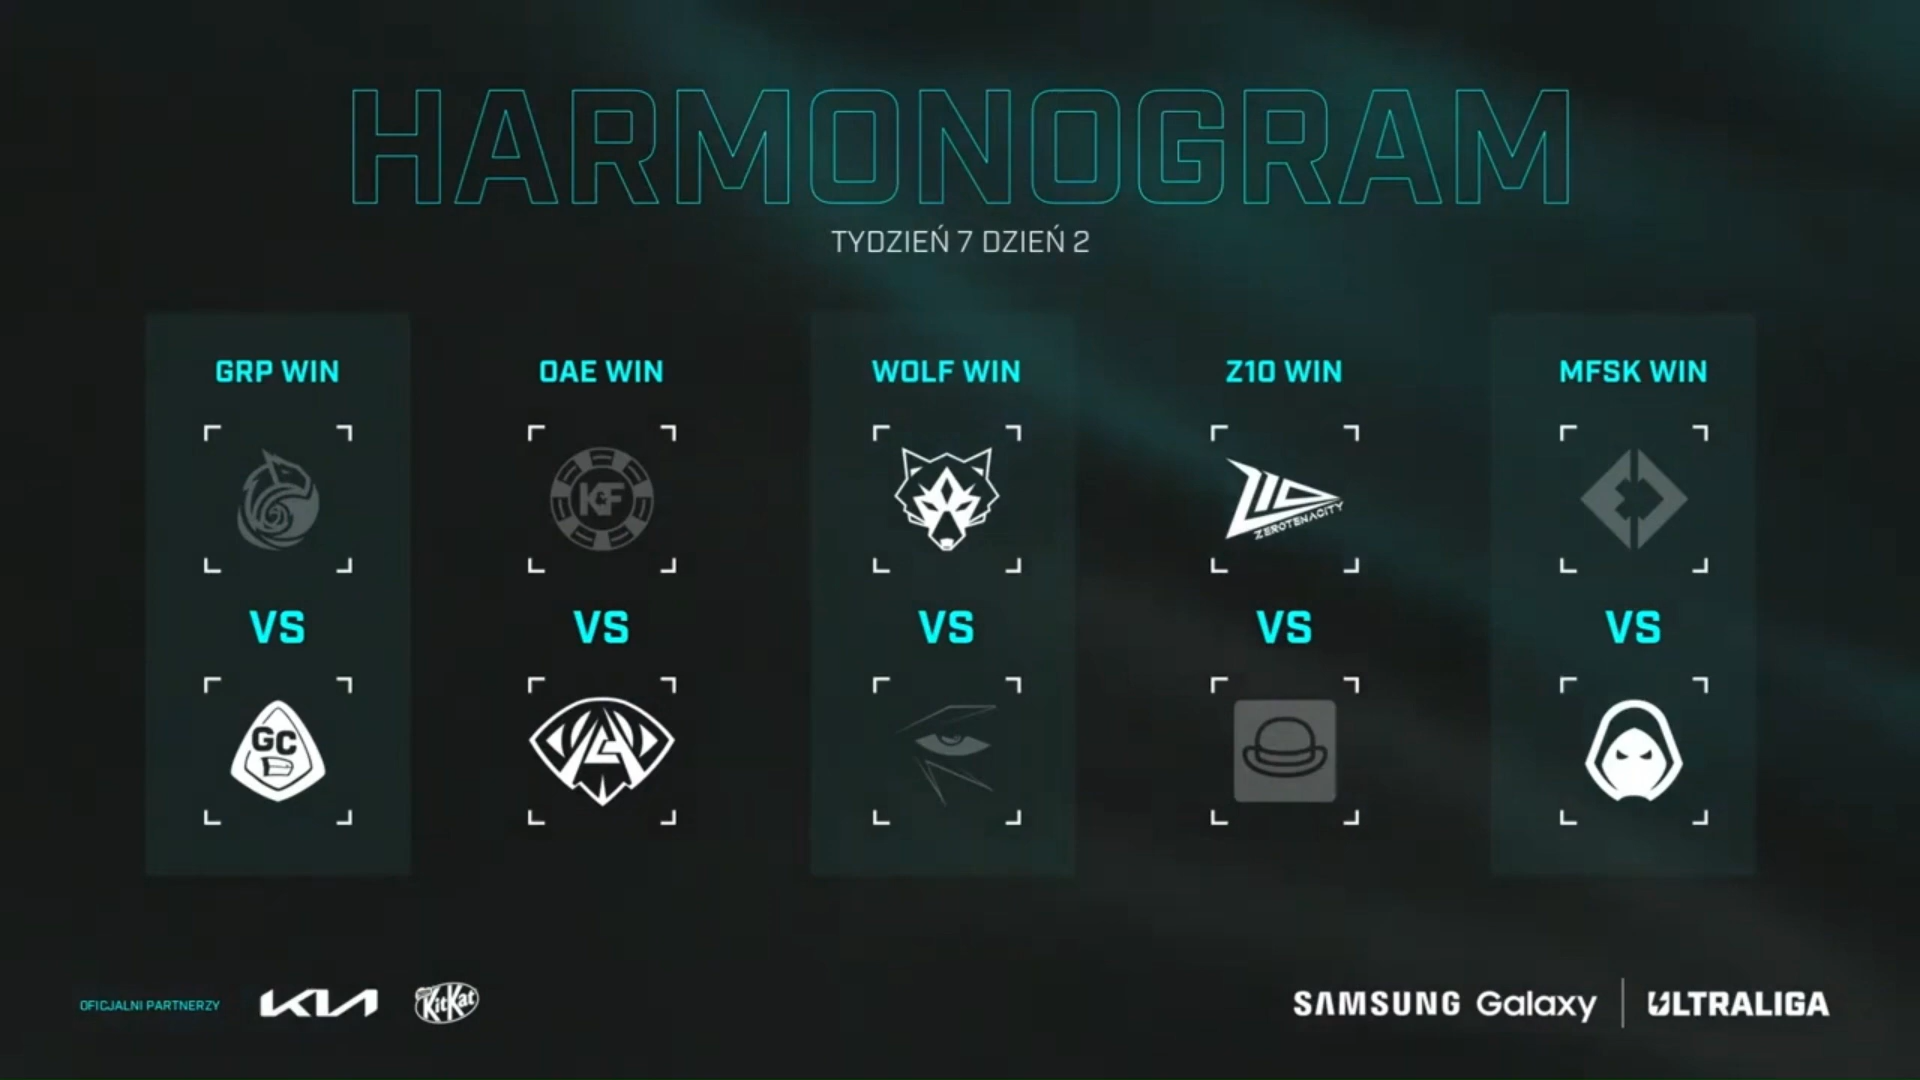 HARMONOGRAM
TYDZIEŃ 7 DZIEŃ 2
GRP WIN
OAE WIN
WOLF WIN
Z10 WIN
MFSK WIN
K&F
Z10
ZEROTENACITY
VS
VS
VS
VS
VS
GC
OFICJALNI PARTNERZY
KIA
KitKat
SAMSUNG Galaxy
ULTRALIGA